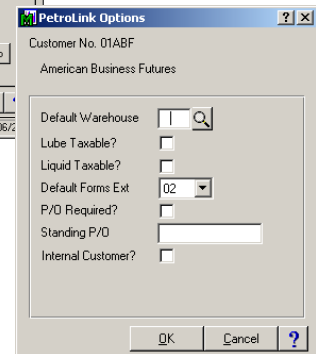 PetroLink Options
Customer No. 01ABF
American Business Futures
Default Warehouse
Lube Taxable?
Liquid Taxable?
Default Forms Ext 02
P/O Required?
Standing P/O
Internal Customer?
OK Cancel ?